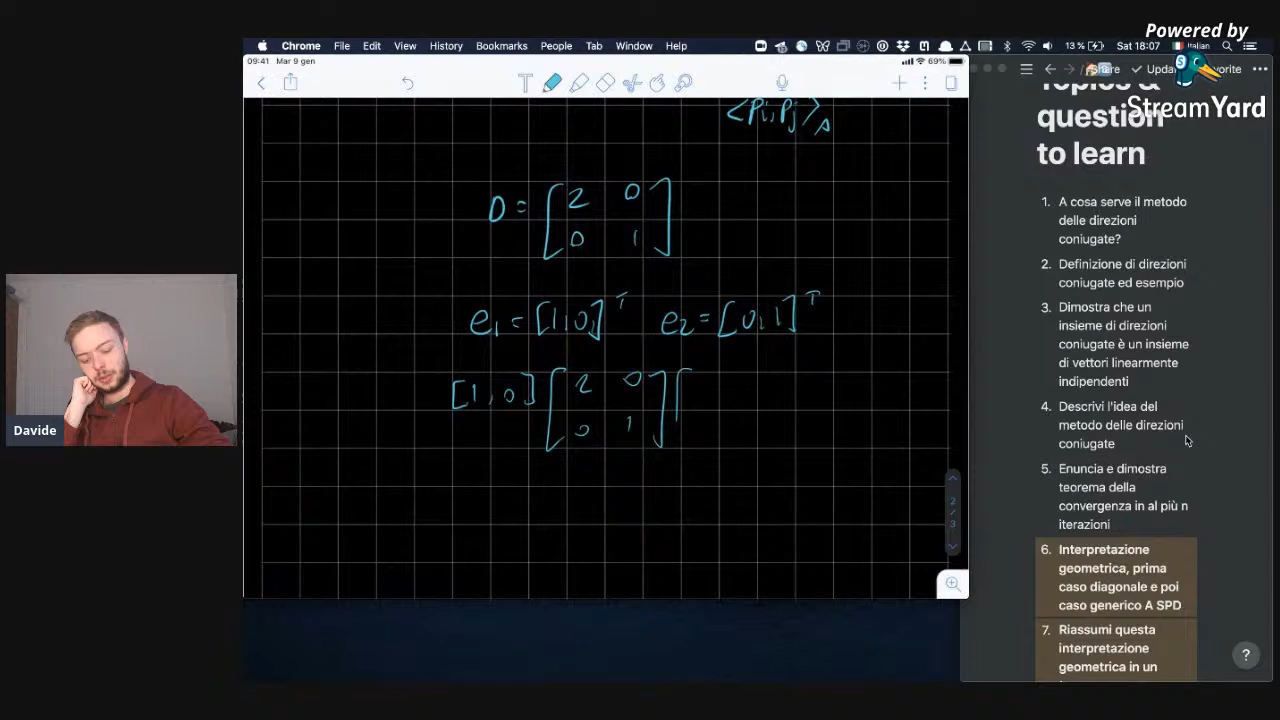 Powered by
StreamYard
Chrome File Edit View History Bookmarks People Tab Window Help
13 % Sat 18:07 Italian
09:41 Mar 9 gen
69%
<Pi, Pj>A
D = [2 0
0 1]
e1 = [1, 0]T e2 = [0, 1]T
[1, 0] [2 0
0 1] [
2
3
Davide
question
to learn
1. A cosa serve il metodo
delle direzioni
coniugate?
2. Definizione di direzioni
coniugate ed esempio
3. Dimostra che un
insieme di direzioni
coniugate è un insieme
di vettori linearmente
indipendenti
4. Descrivi l'idea del
metodo delle direzioni
coniugate
5. Enuncia e dimostra
teorema della
convergenza in al più n
iterazioni
6. Interpretazione
geometrica, prima
caso diagonale e poi
caso generico A SPD
7. Riassumi questa
interpretazione
geometrica in un
?